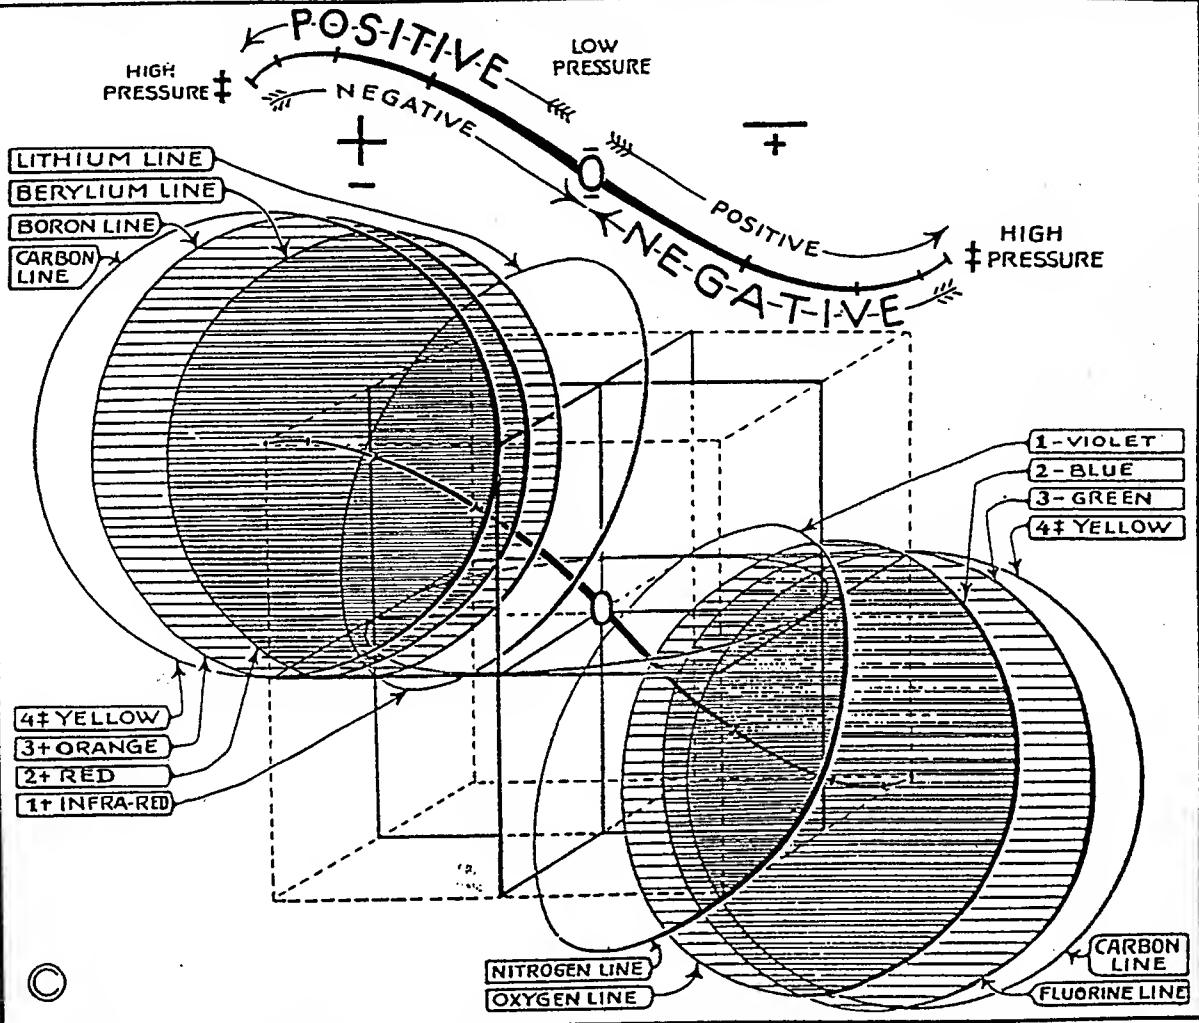 POSITIVE
LOW
PRESSURE
HIGH
PRESSURE ‡
NEGATIVE
+
−
−
+
0
POSITIVE
NEGATIVE
‡ HIGH
PRESSURE
LITHIUM LINE
BERYLIUM LINE
BORON LINE
CARBON
LINE
1-VIOLET
2-BLUE
3-GREEN
4‡ YELLOW
4‡ YELLOW
3+ORANGE
2+ RED
1+ INFRA-RED
NITROGEN LINE
OXYGEN LINE
CARBON
LINE
FLUORINE LINE
©